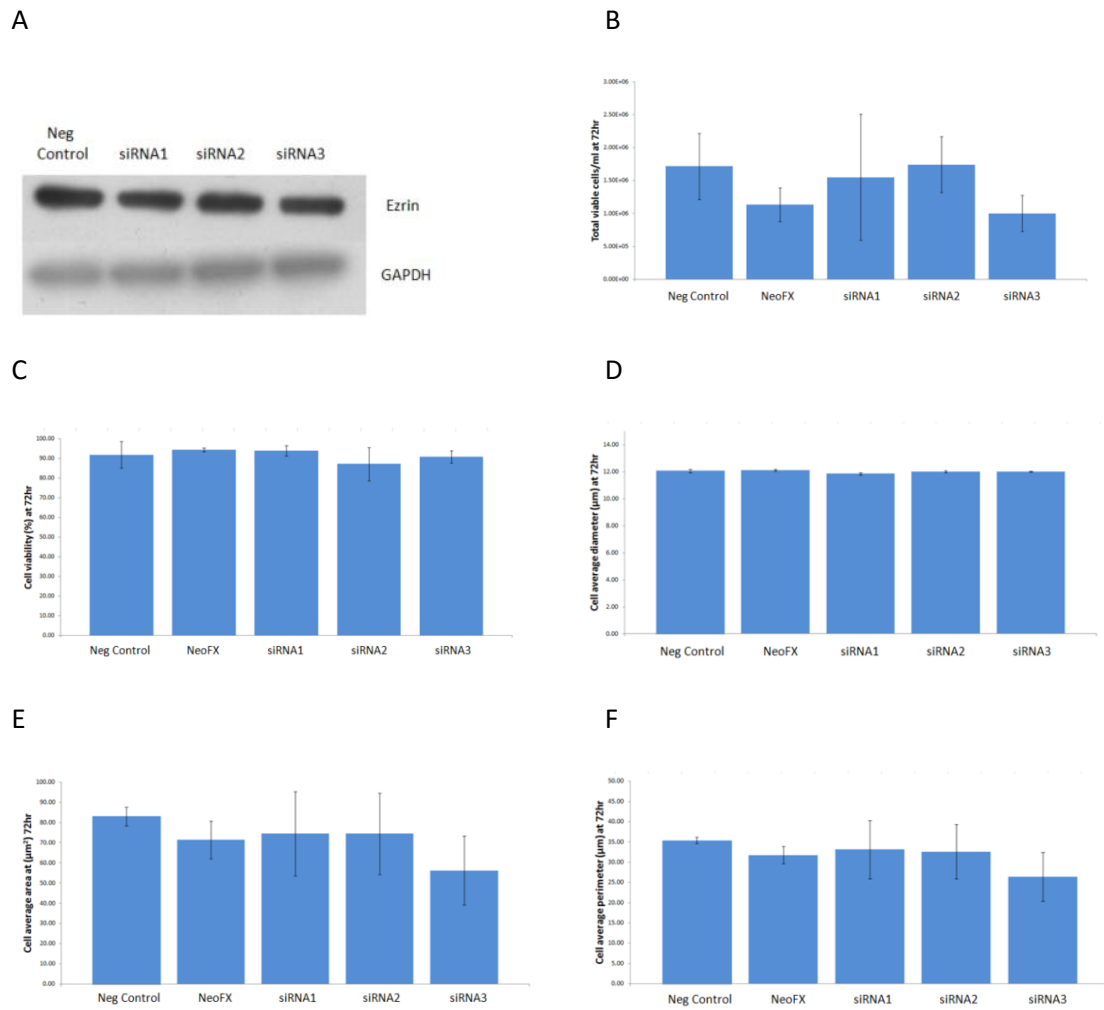 A
B
Neg
Control siRNA1 siRNA2 siRNA3
Ezrin
GAPDH
Total viable cells/ml at 72hr
3.00E+06
2.50E+06
2.00E+06
1.50E+06
1.00E+06
5.00E+05
0.00E+00
Neg Control NeoFX siRNA1 siRNA2 siRNA3
C
D
Cell viability (%) at 72hr
100.00
90.00
80.00
70.00
60.00
50.00
40.00
30.00
20.00
10.00
0.00
Neg Control NeoFX siRNA1 siRNA2 siRNA3
Cell average diameter (µm) at 72hr
14.00
12.00
10.00
8.00
6.00
4.00
2.00
0.00
Neg Control NeoFX siRNA1 siRNA2 siRNA3
E
F
Cell average area at (µm²) 72hr
100.00
90.00
80.00
70.00
60.00
50.00
40.00
30.00
20.00
10.00
0.00
Neg Control NeoFX siRNA1 siRNA2 siRNA3
Cell average perimeter (µm) at 72hr
50.00
45.00
40.00
35.00
30.00
25.00
20.00
15.00
10.00
5.00
0.00
Neg Control NeoFX siRNA1 siRNA2 siRNA3